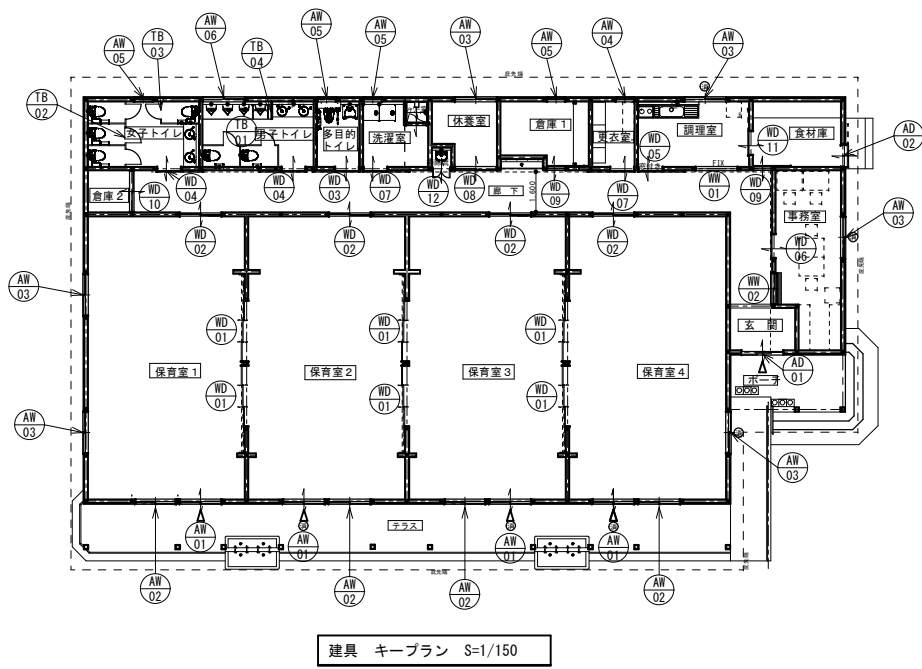 AW 05
TB 03
AW 06
TB 04
AW 05
AW 05
AW 03
AW 05
AW 04
AW 03
TB 02
女子トイレ
TB 01
男子トイレ
多目的トイレ
洗濯室
休養室
倉庫1
更衣室
WD 05
調理室
WD 11
食材庫
AD 02
倉庫2
WD 10
WD 04
WD 04
WD 03
WD 07
WD 12
WD 08
廊下
1,600
WD 09
WD 07
FIX
WW 01
WD 09
事務室
AW 03
WD 02
WD 02
WD 02
WD 02
WD 06
AW 03
WW 02
WD 01
WD 01
WD 01
玄関
保育室1
保育室2
保育室3
保育室4
AD 01
ポーチ
WD 01
WD 01
WD 01
AW 03
AW 03
テラス
AW 01
AW 01
AW 01
AW 01
AW 02
AW 02
AW 02
AW 02
建具 キープラン S=1/150